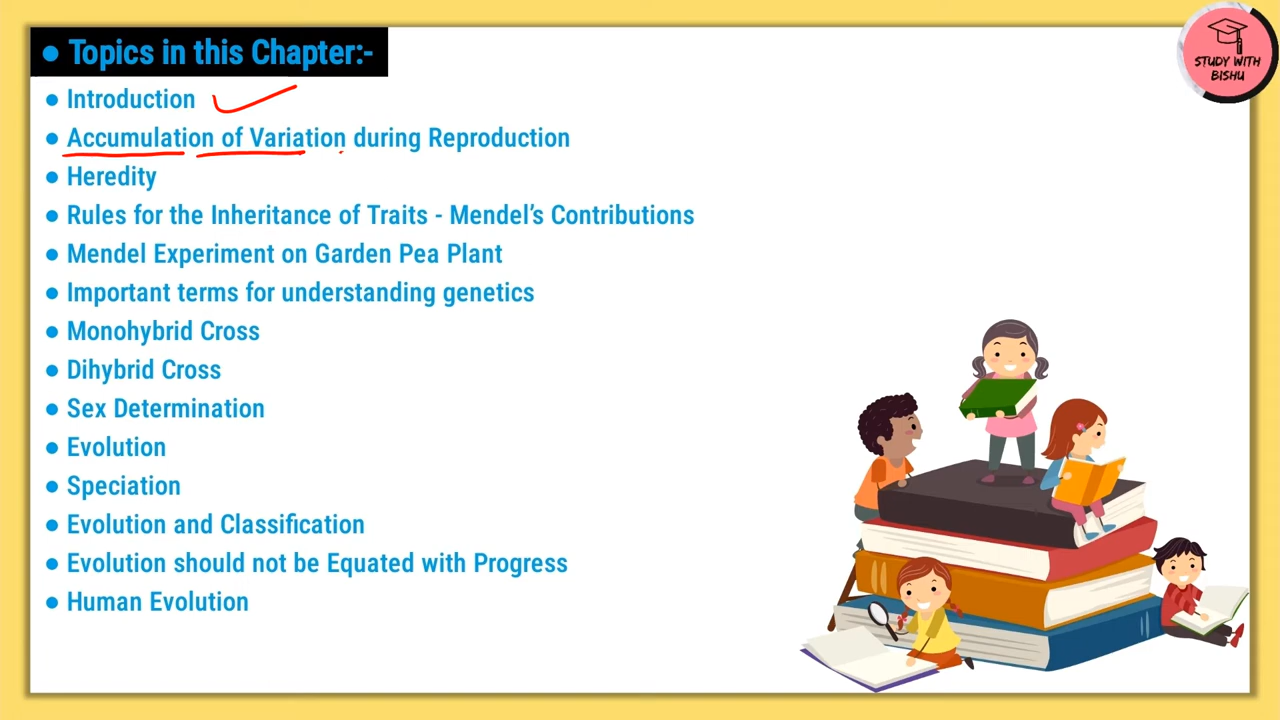 ● Topics in this Chapter:-
● Introduction
● Accumulation of Variation during Reproduction
● Heredity
● Rules for the Inheritance of Traits - Mendel's Contributions
● Mendel Experiment on Garden Pea Plant
● Important terms for understanding genetics
● Monohybrid Cross
● Dihybrid Cross
● Sex Determination
● Evolution
● Speciation
● Evolution and Classification
● Evolution should not be Equated with Progress
● Human Evolution
STUDY WITH
BISHU